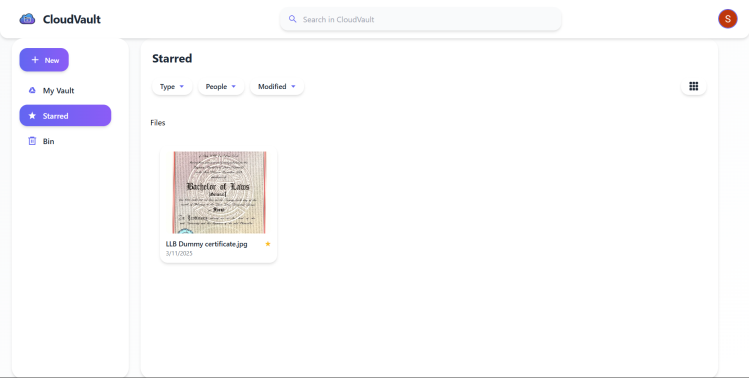 CloudVault
Search in CloudVault
S
New
My Vault
Starred
Bin
Starred
Type
People
Modified
Files
Bachelor of Laws
LLB Dummy certificate.jpg
3/11/2025